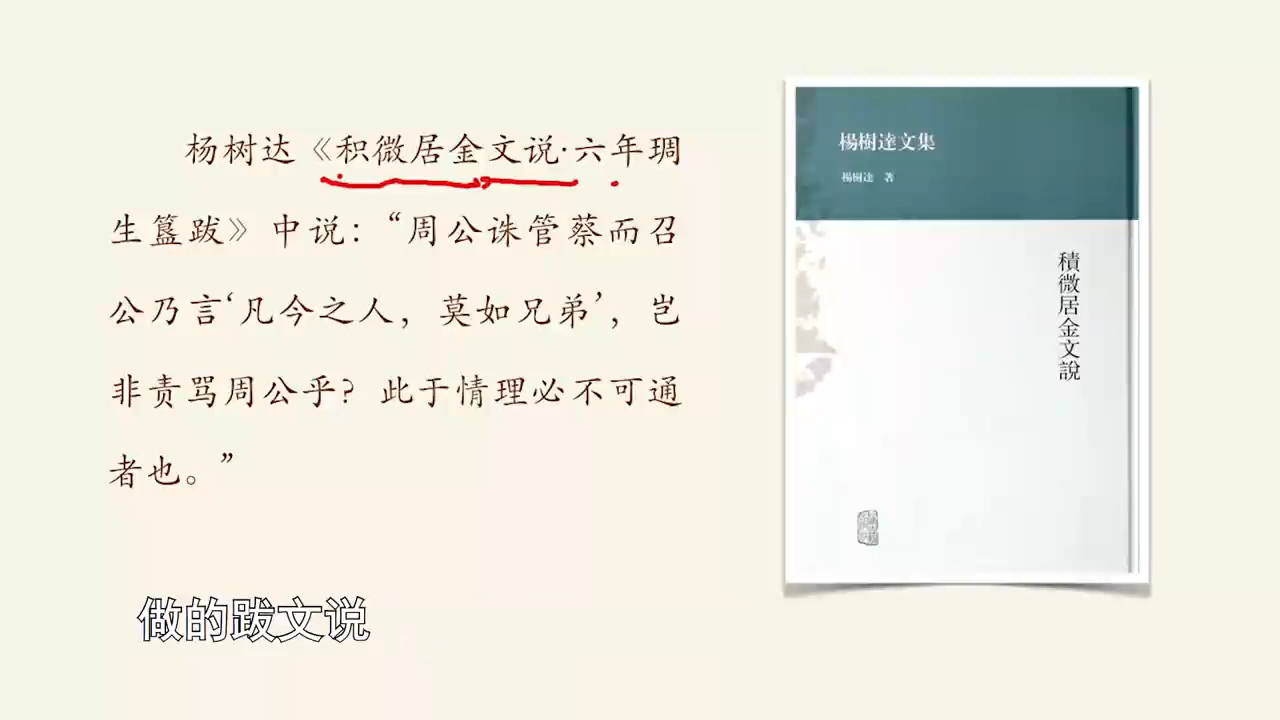 杨树达《积微居金文说·六年琱
生簋跋》中说：“周公诛管蔡而召
公乃言‘凡今之人，莫如兄弟’，岂
非责骂周公乎？此于情理必不可通
者也。”
楊樹達文集
楊樹達 著
積微居金文說
做的跋文说